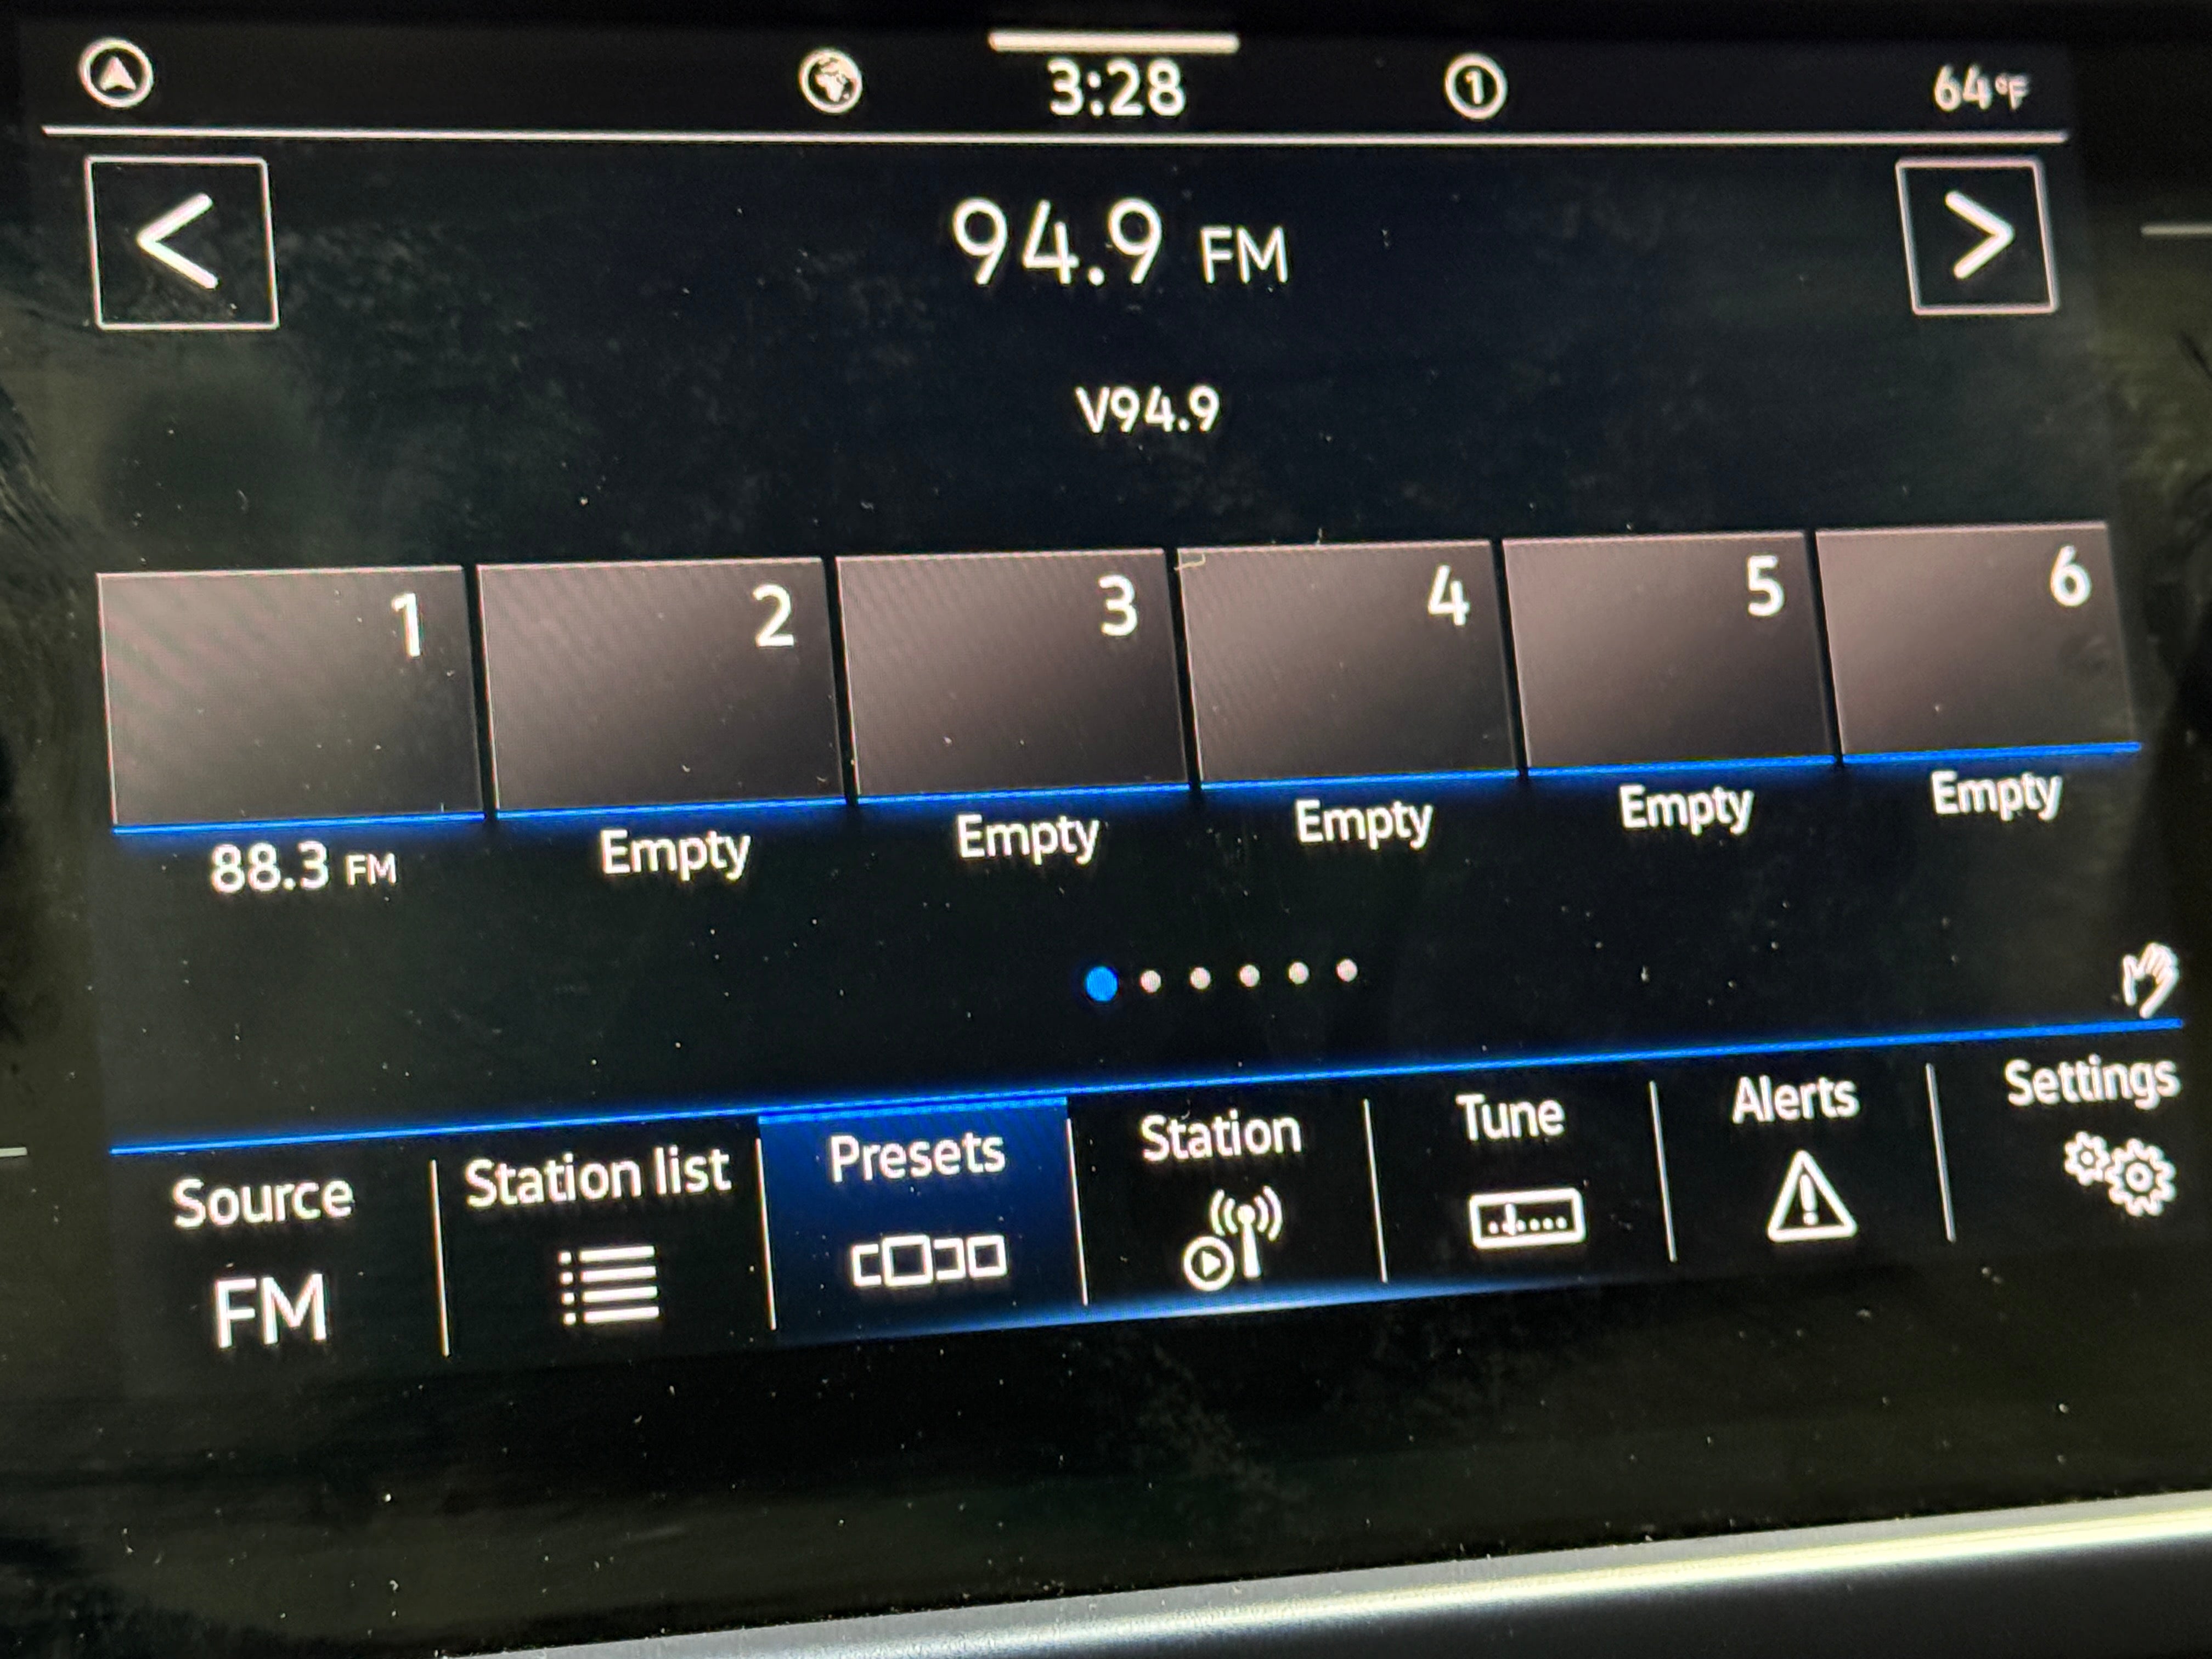 3:28 1 64°F
94.9 FM
V94.9
1 2 3 4 5 6
88.3 FM Empty Empty Empty Empty Empty
Source Station list Presets Station Tune Alerts Settings
FM